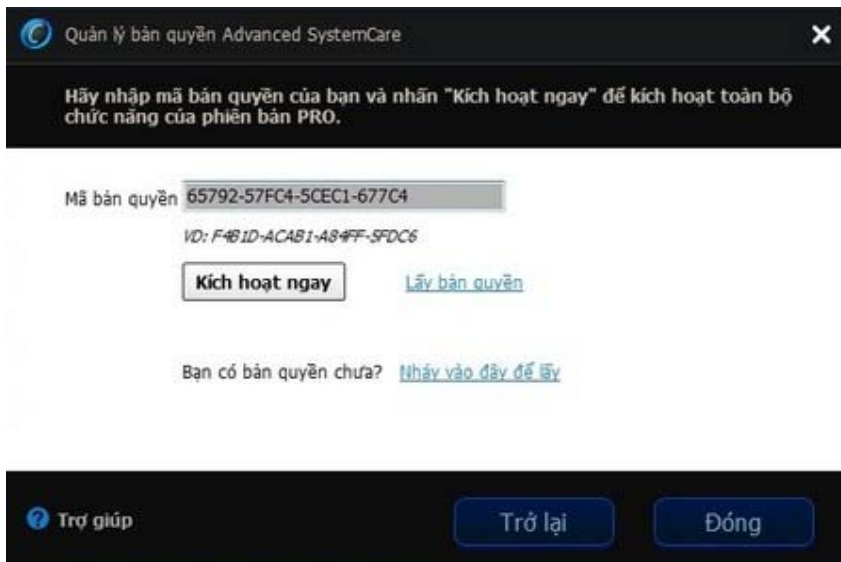 Quản lý bản quyền Advanced SystemCare
Hãy nhập mã bản quyền của bạn và nhấn "Kích hoạt ngay" để kích hoạt toàn bộ
chức năng của phiên bản PRO.
Mã bản quyền 65792-57FC4-5CEC1-677C4
VD: F4B1D-ACAB1-A84FF-5FDC6
Kích hoạt ngay Lấy bản quyền
Bạn có bản quyền chưa? Nháy vào đây để lấy
Trợ giúp Trở lại Đóng